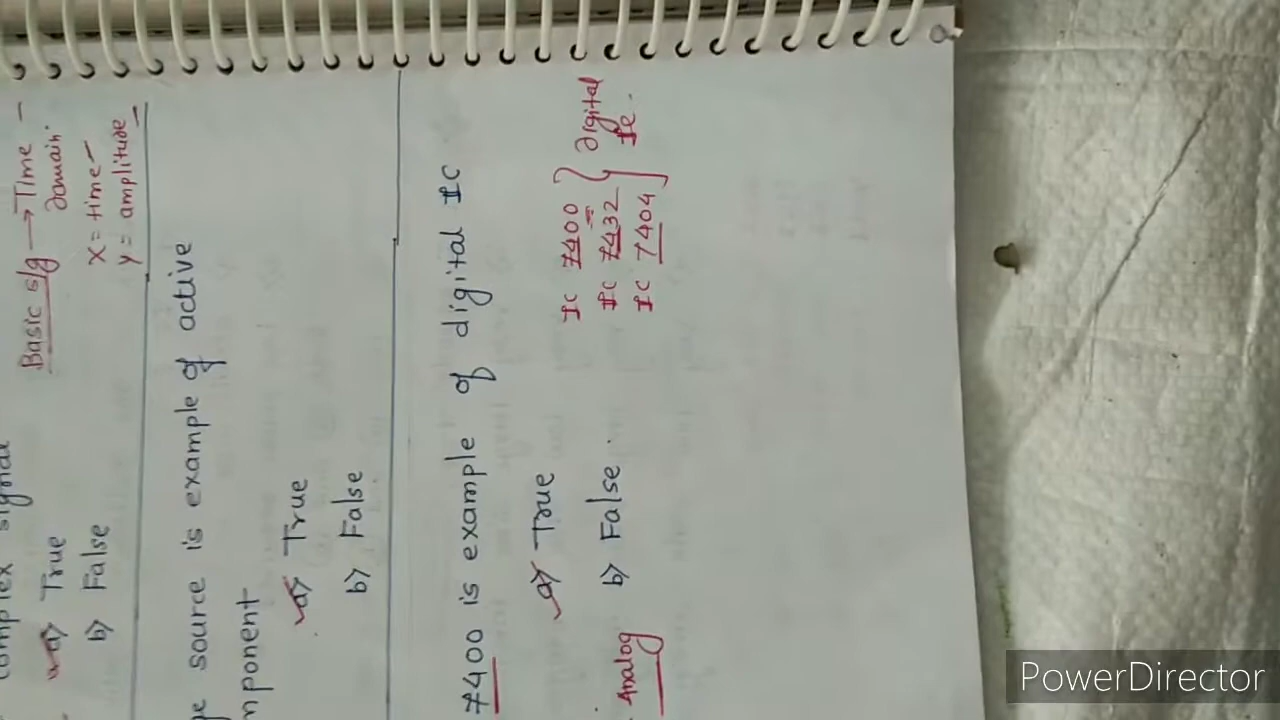 complex signal
a) True
b) False
Basic s/g → Time
domain.
x = time
y = amplitude
source is example of active
mponent
a) True
b) False
7400 is example of digital IC
a) True
b) False.
IC 7400
IC 7432
IC 7404
digital
Ic.
Analog
PowerDirector